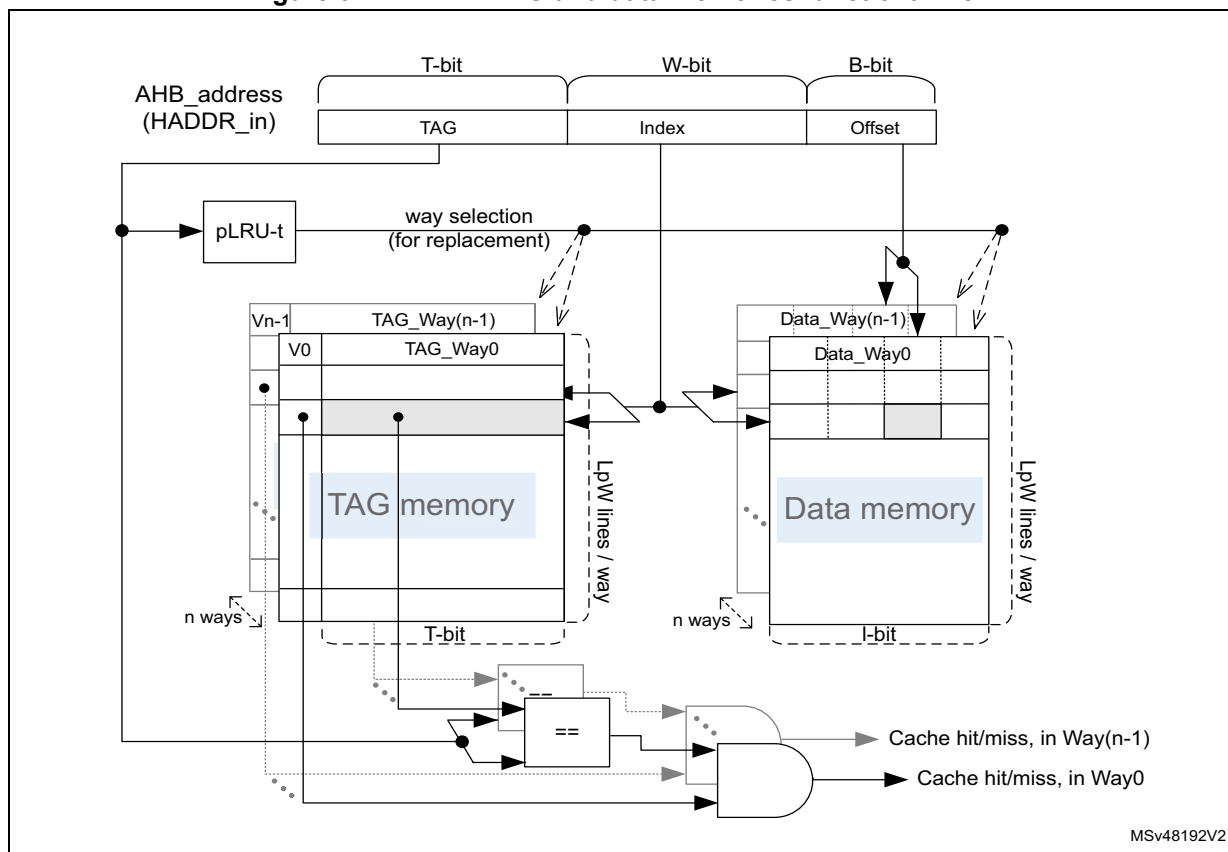 T-bit W-bit B-bit
AHB_address
(HADDR_in)
TAG Index Offset
pLRU-t
way selection
(for replacement)
Vn-1 TAG_Way(n-1)
V0 TAG_Way0
Data_Way(n-1)
Data_Way0
TAG memory
LpW lines / way
Data memory
LpW lines / way
n ways
T-bit
n ways
I-bit
==
==
Cache hit/miss, in Way(n-1)
Cache hit/miss, in Way0
MSv48192V2